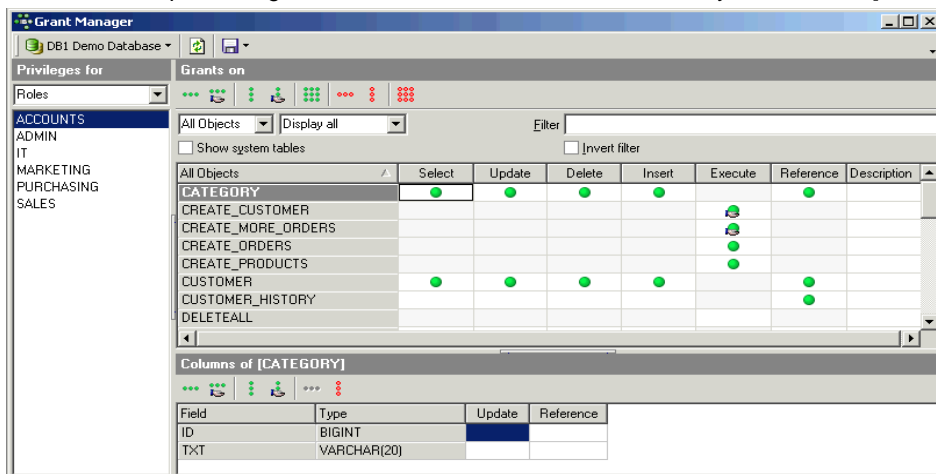 Grant Manager
DB1 Demo Database
Privileges for
Grants on
Roles
ACCOUNTS
ADMIN
IT
MARKETING
PURCHASING
SALES
All Objects Display all Filter
Show system tables Invert filter
All Objects Select Update Delete Insert Execute Reference Description
CATEGORY
CREATE_CUSTOMER
CREATE_MORE_ORDERS
CREATE_ORDERS
CREATE_PRODUCTS
CUSTOMER
CUSTOMER_HISTORY
DELETEALL
Columns of [CATEGORY]
Field Type Update Reference
ID BIGINT
TXT VARCHAR(20)